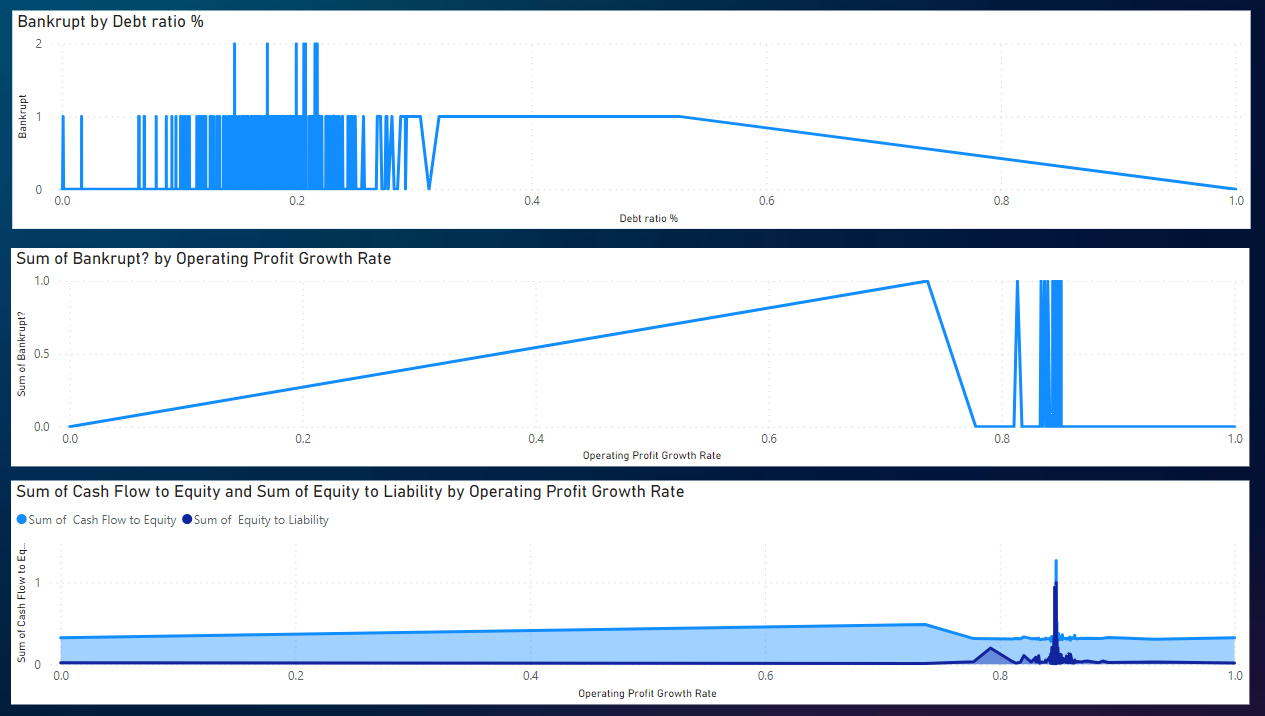 Bankrupt by Debt ratio %
2
1
0
Bankrupt
0.0 0.2 0.4 0.6 0.8 1.0
Debt ratio %
Sum of Bankrupt? by Operating Profit Growth Rate
1.0
0.5
0.0
Sum of Bankrupt?
0.0 0.2 0.4 0.6 0.8 1.0
Operating Profit Growth Rate
Sum of Cash Flow to Equity and Sum of Equity to Liability by Operating Profit Growth Rate
Sum of Cash Flow to Equity Sum of Equity to Liability
1
0
Sum of Cash Flow to Eq...
0.0 0.2 0.4 0.6 0.8 1.0
Operating Profit Growth Rate